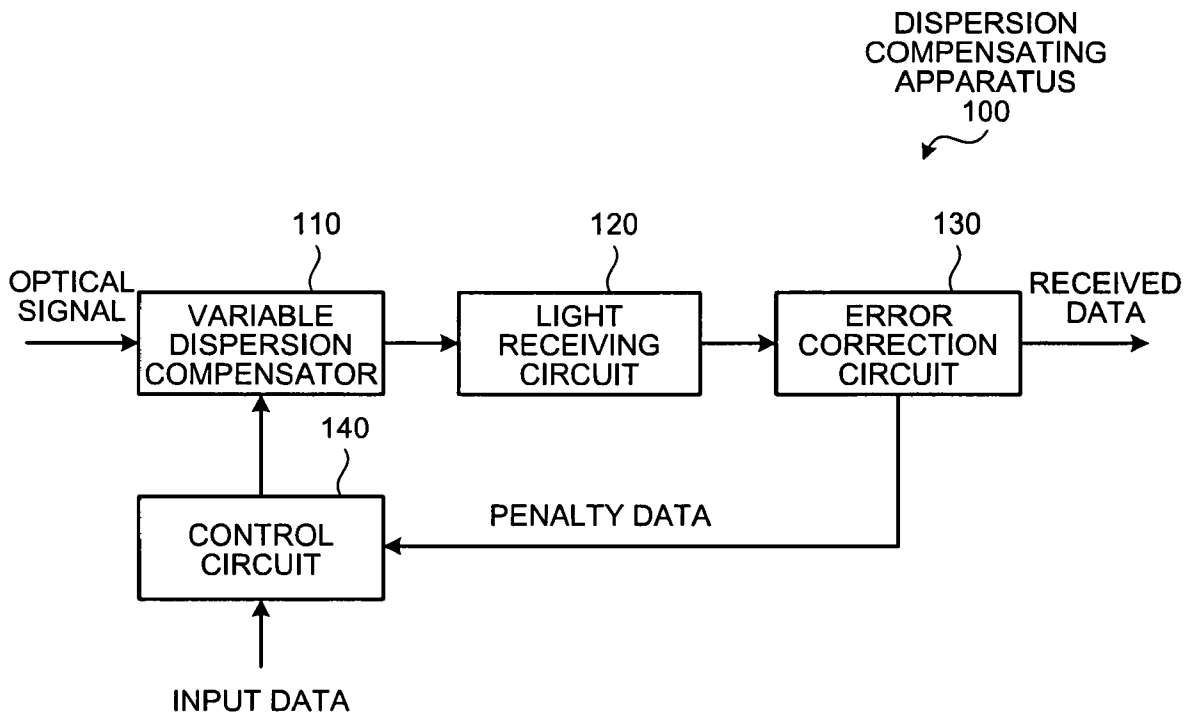 DISPERSION
COMPENSATING
APPARATUS
100
110
120
130
OPTICAL
SIGNAL
VARIABLE
DISPERSION
COMPENSATOR
LIGHT
RECEIVING
CIRCUIT
ERROR
CORRECTION
CIRCUIT
RECEIVED
DATA
140
CONTROL
CIRCUIT
PENALTY DATA
INPUT DATA